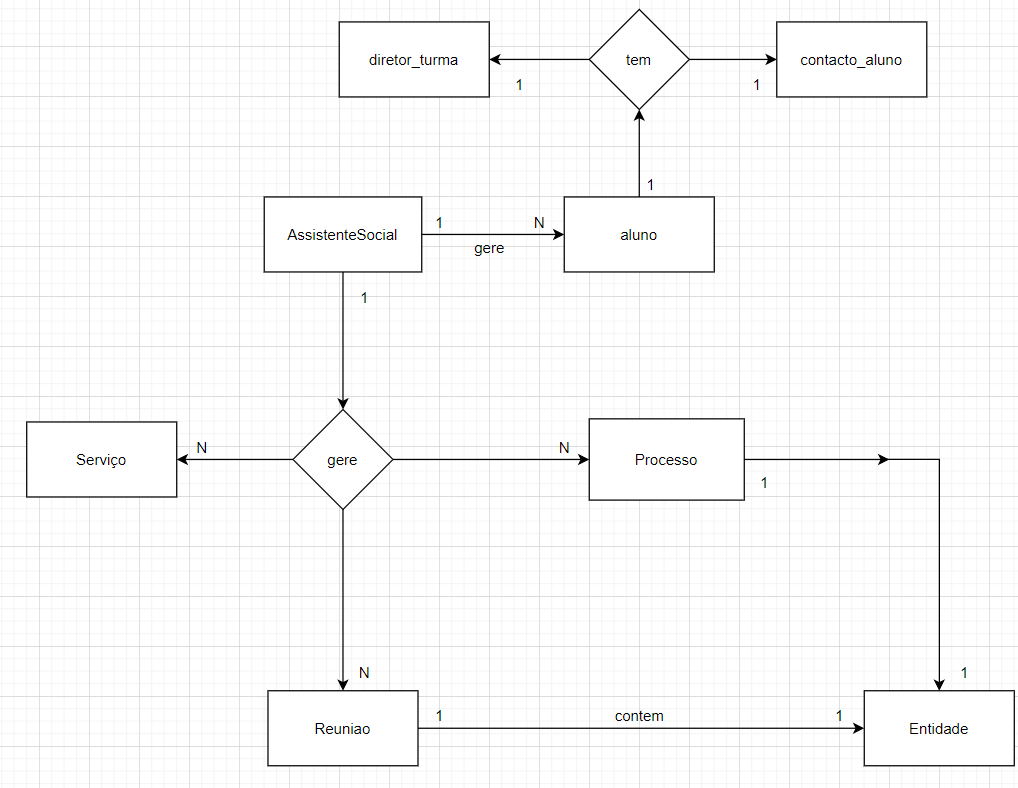 diretor_turma
tem
contacto_aluno
1
1
1
AssistenteSocial
1
N
gere
aluno
1
Serviço
N
gere
N
Processo
1
N
1
Reuniao
1
contem
1
Entidade